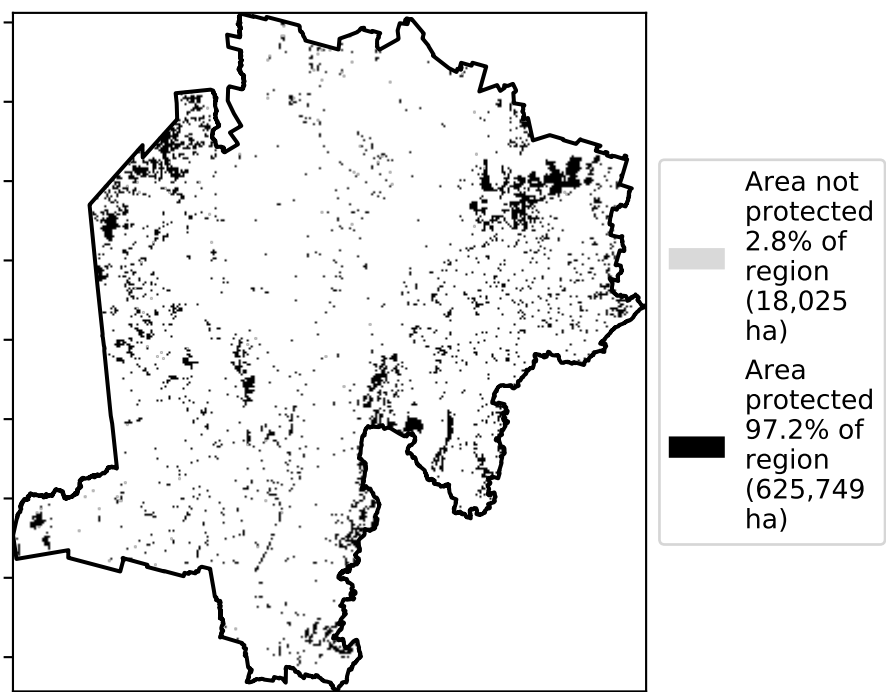 Area not
protected
2.8% of
region
(18,025
ha)
Area
protected
97.2% of
region
(625,749
ha)